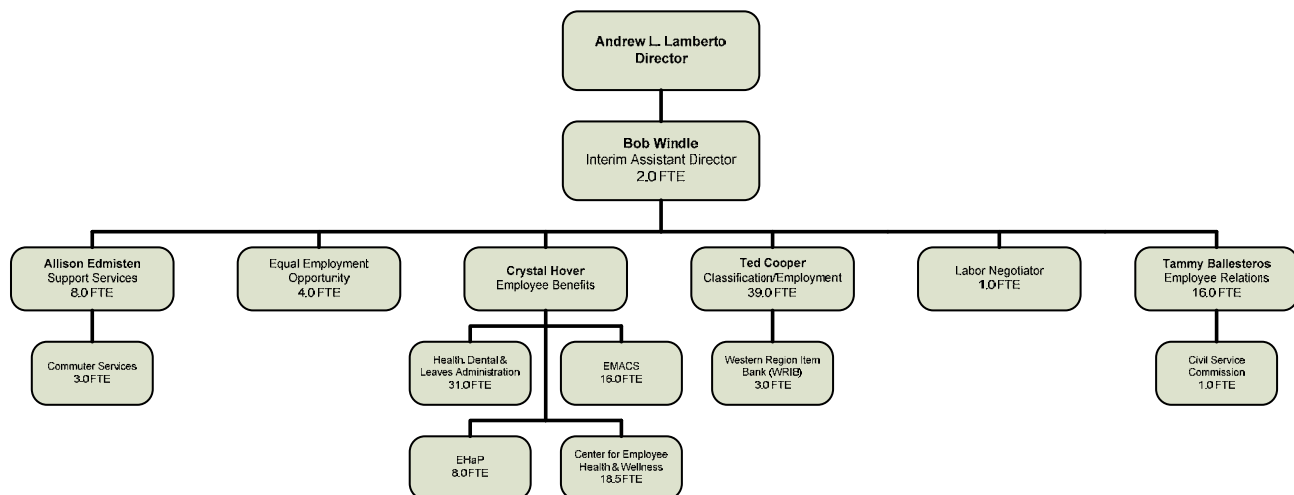 Andrew L. Lamberto
Director
Bob Windle
Interim Assistant Director
2.0 FTE
Allison Edmisten
Support Services
8.0 FTE
Equal Employment
Opportunity
4.0 FTE
Crystal Hover
Employee Benefits
Ted Cooper
Classification/Employment
39.0 FTE
Labor Negotiator
1.0 FTE
Tammy Ballesteros
Employee Relations
16.0 FTE
Commuter Services
3.0 FTE
Health, Dental &
Leaves Administration
31.0 FTE
EMACS
16.0 FTE
Western Region Item
Bank (WRIB)
3.0 FTE
Civil Service
Commission
1.0 FTE
EHaP
8.0 FTE
Center for Employee
Health & Wellness
18.5 FTE